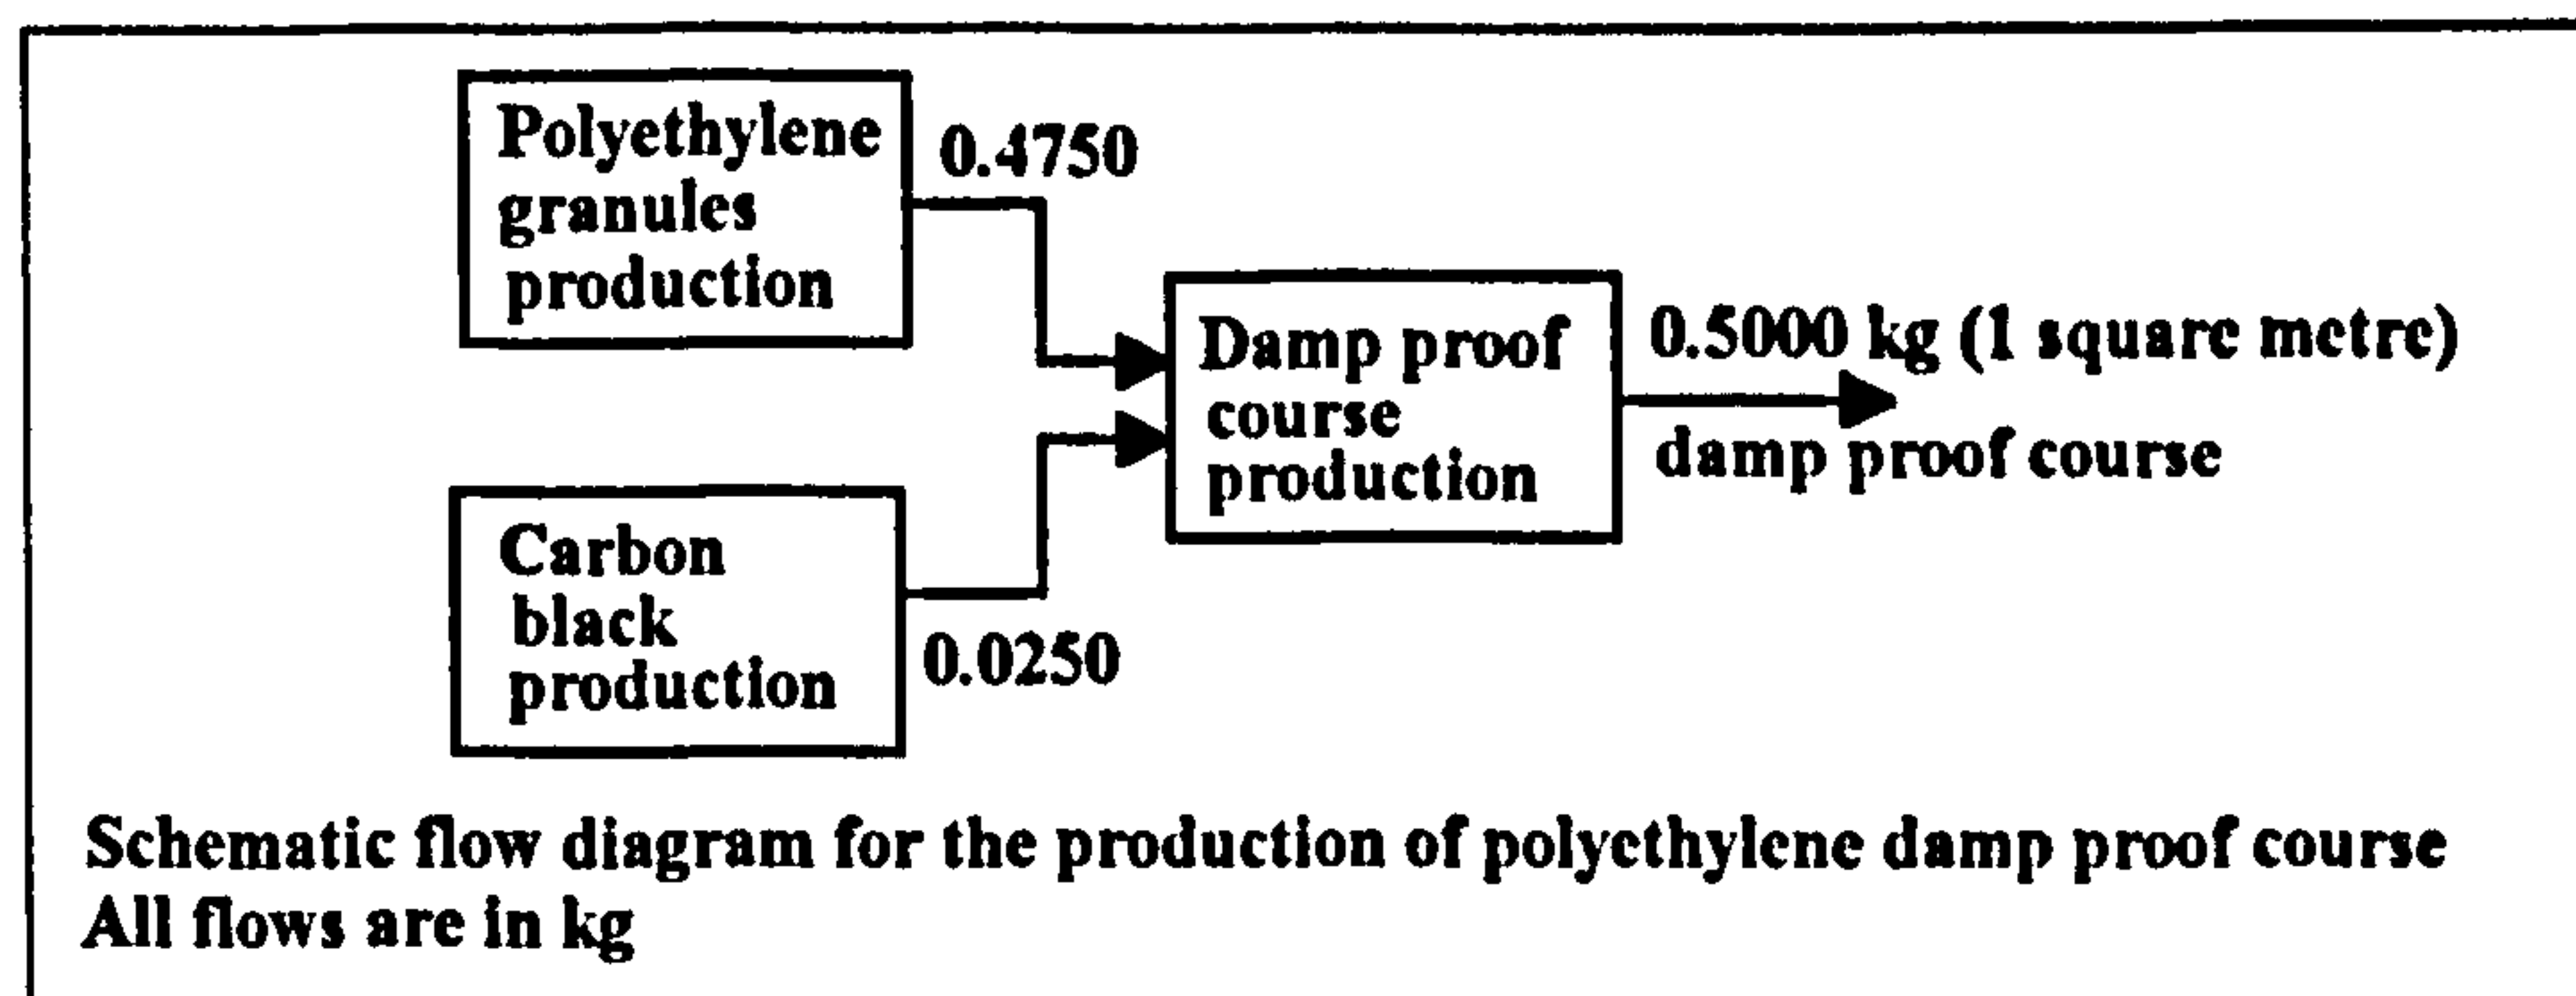 Polyethylene
granules
production
0.4750
Carbon
black
production
0.0250
Damp proof
course
production
0.5000 kg (1 square metre)
damp proof course
Schematic flow diagram for the production of polyethylene damp proof course
All flows are in kg